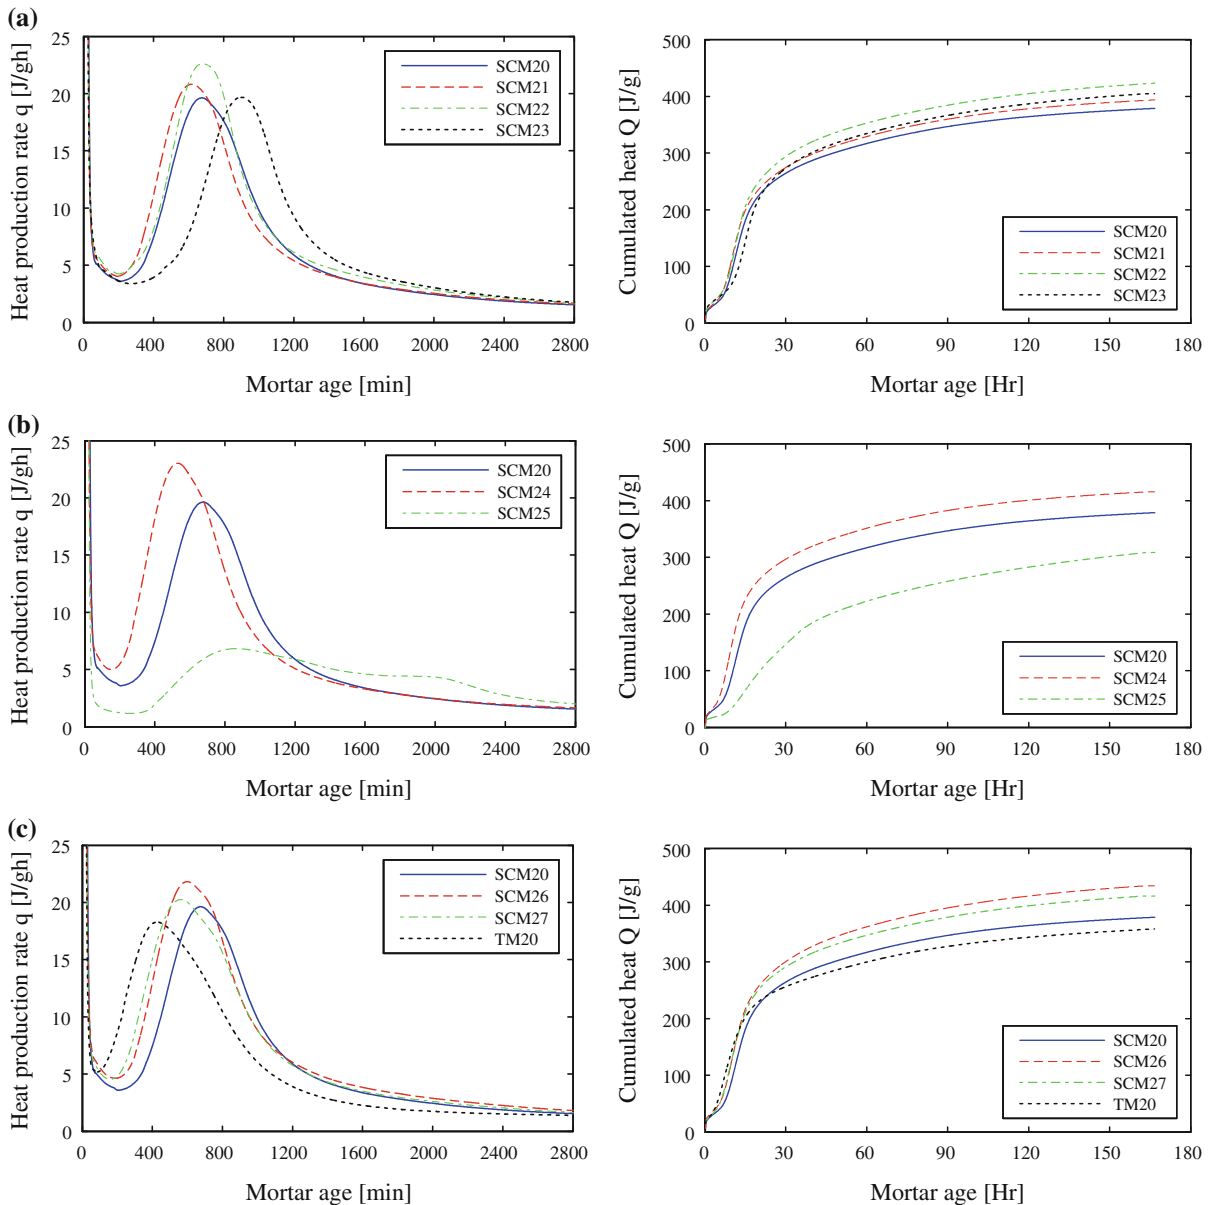 (a)
Heat production rate q [J/gh]
25
20
15
10
5
0
0 400 800 1200 1600 2000 2400 2800
Mortar age [min]
SCM20
SCM21
SCM22
SCM23
Cumulated heat Q [J/g]
500
400
300
200
100
0
0 30 60 90 120 150 180
Mortar age [Hr]
SCM20
SCM21
SCM22
SCM23
(b)
Heat production rate q [J/gh]
25
20
15
10
5
0
0 400 800 1200 1600 2000 2400 2800
Mortar age [min]
SCM20
SCM24
SCM25
Cumulated heat Q [J/g]
500
400
300
200
100
0
0 30 60 90 120 150 180
Mortar age [Hr]
SCM20
SCM24
SCM25
(c)
Heat production rate q [J/gh]
25
20
15
10
5
0
0 400 800 1200 1600 2000 2400 2800
Mortar age [min]
SCM20
SCM26
SCM27
TM20
Cumulated heat Q [J/g]
500
400
300
200
100
0
0 30 60 90 120 150 180
Mortar age [Hr]
SCM20
SCM26
SCM27
TM20